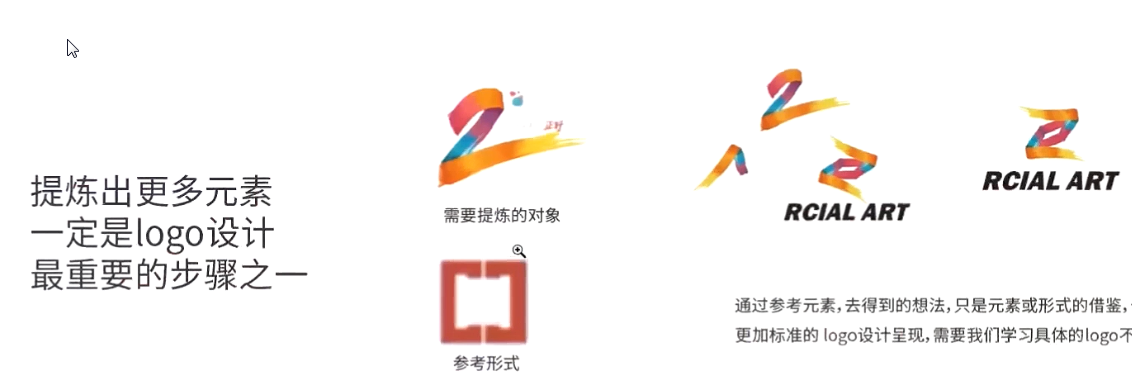 提炼出更多元素
一定是logo设计
最重要的步骤之一
需要提炼的对象
参考形式
RCIAL ART
RCIAL ART
通过参考元素,去得到的想法,只是元素或形式的借鉴,
更加标准的 logo设计呈现,需要我们学习具体的logo不